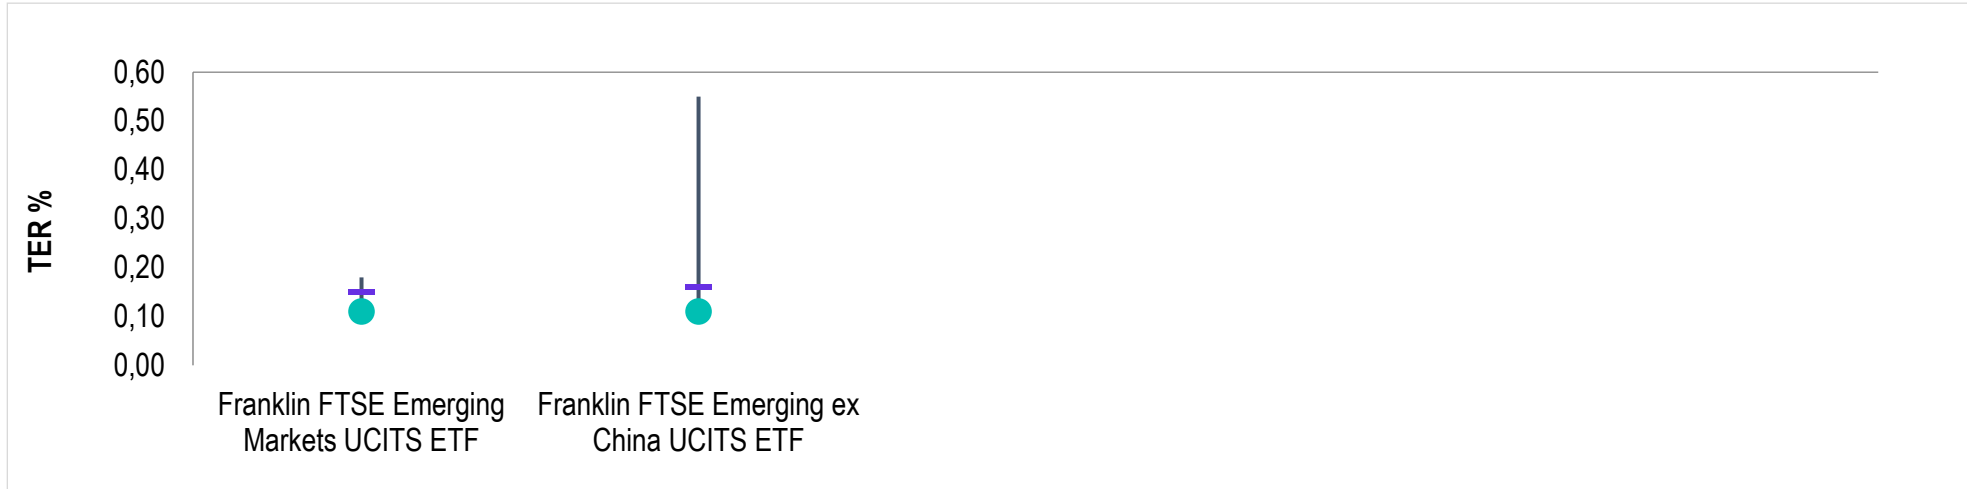 TER %
0,60
0,50
0,40
0,30
0,20
0,10
0,00
Franklin FTSE Emerging
Markets UCITS ETF
Franklin FTSE Emerging ex
China UCITS ETF